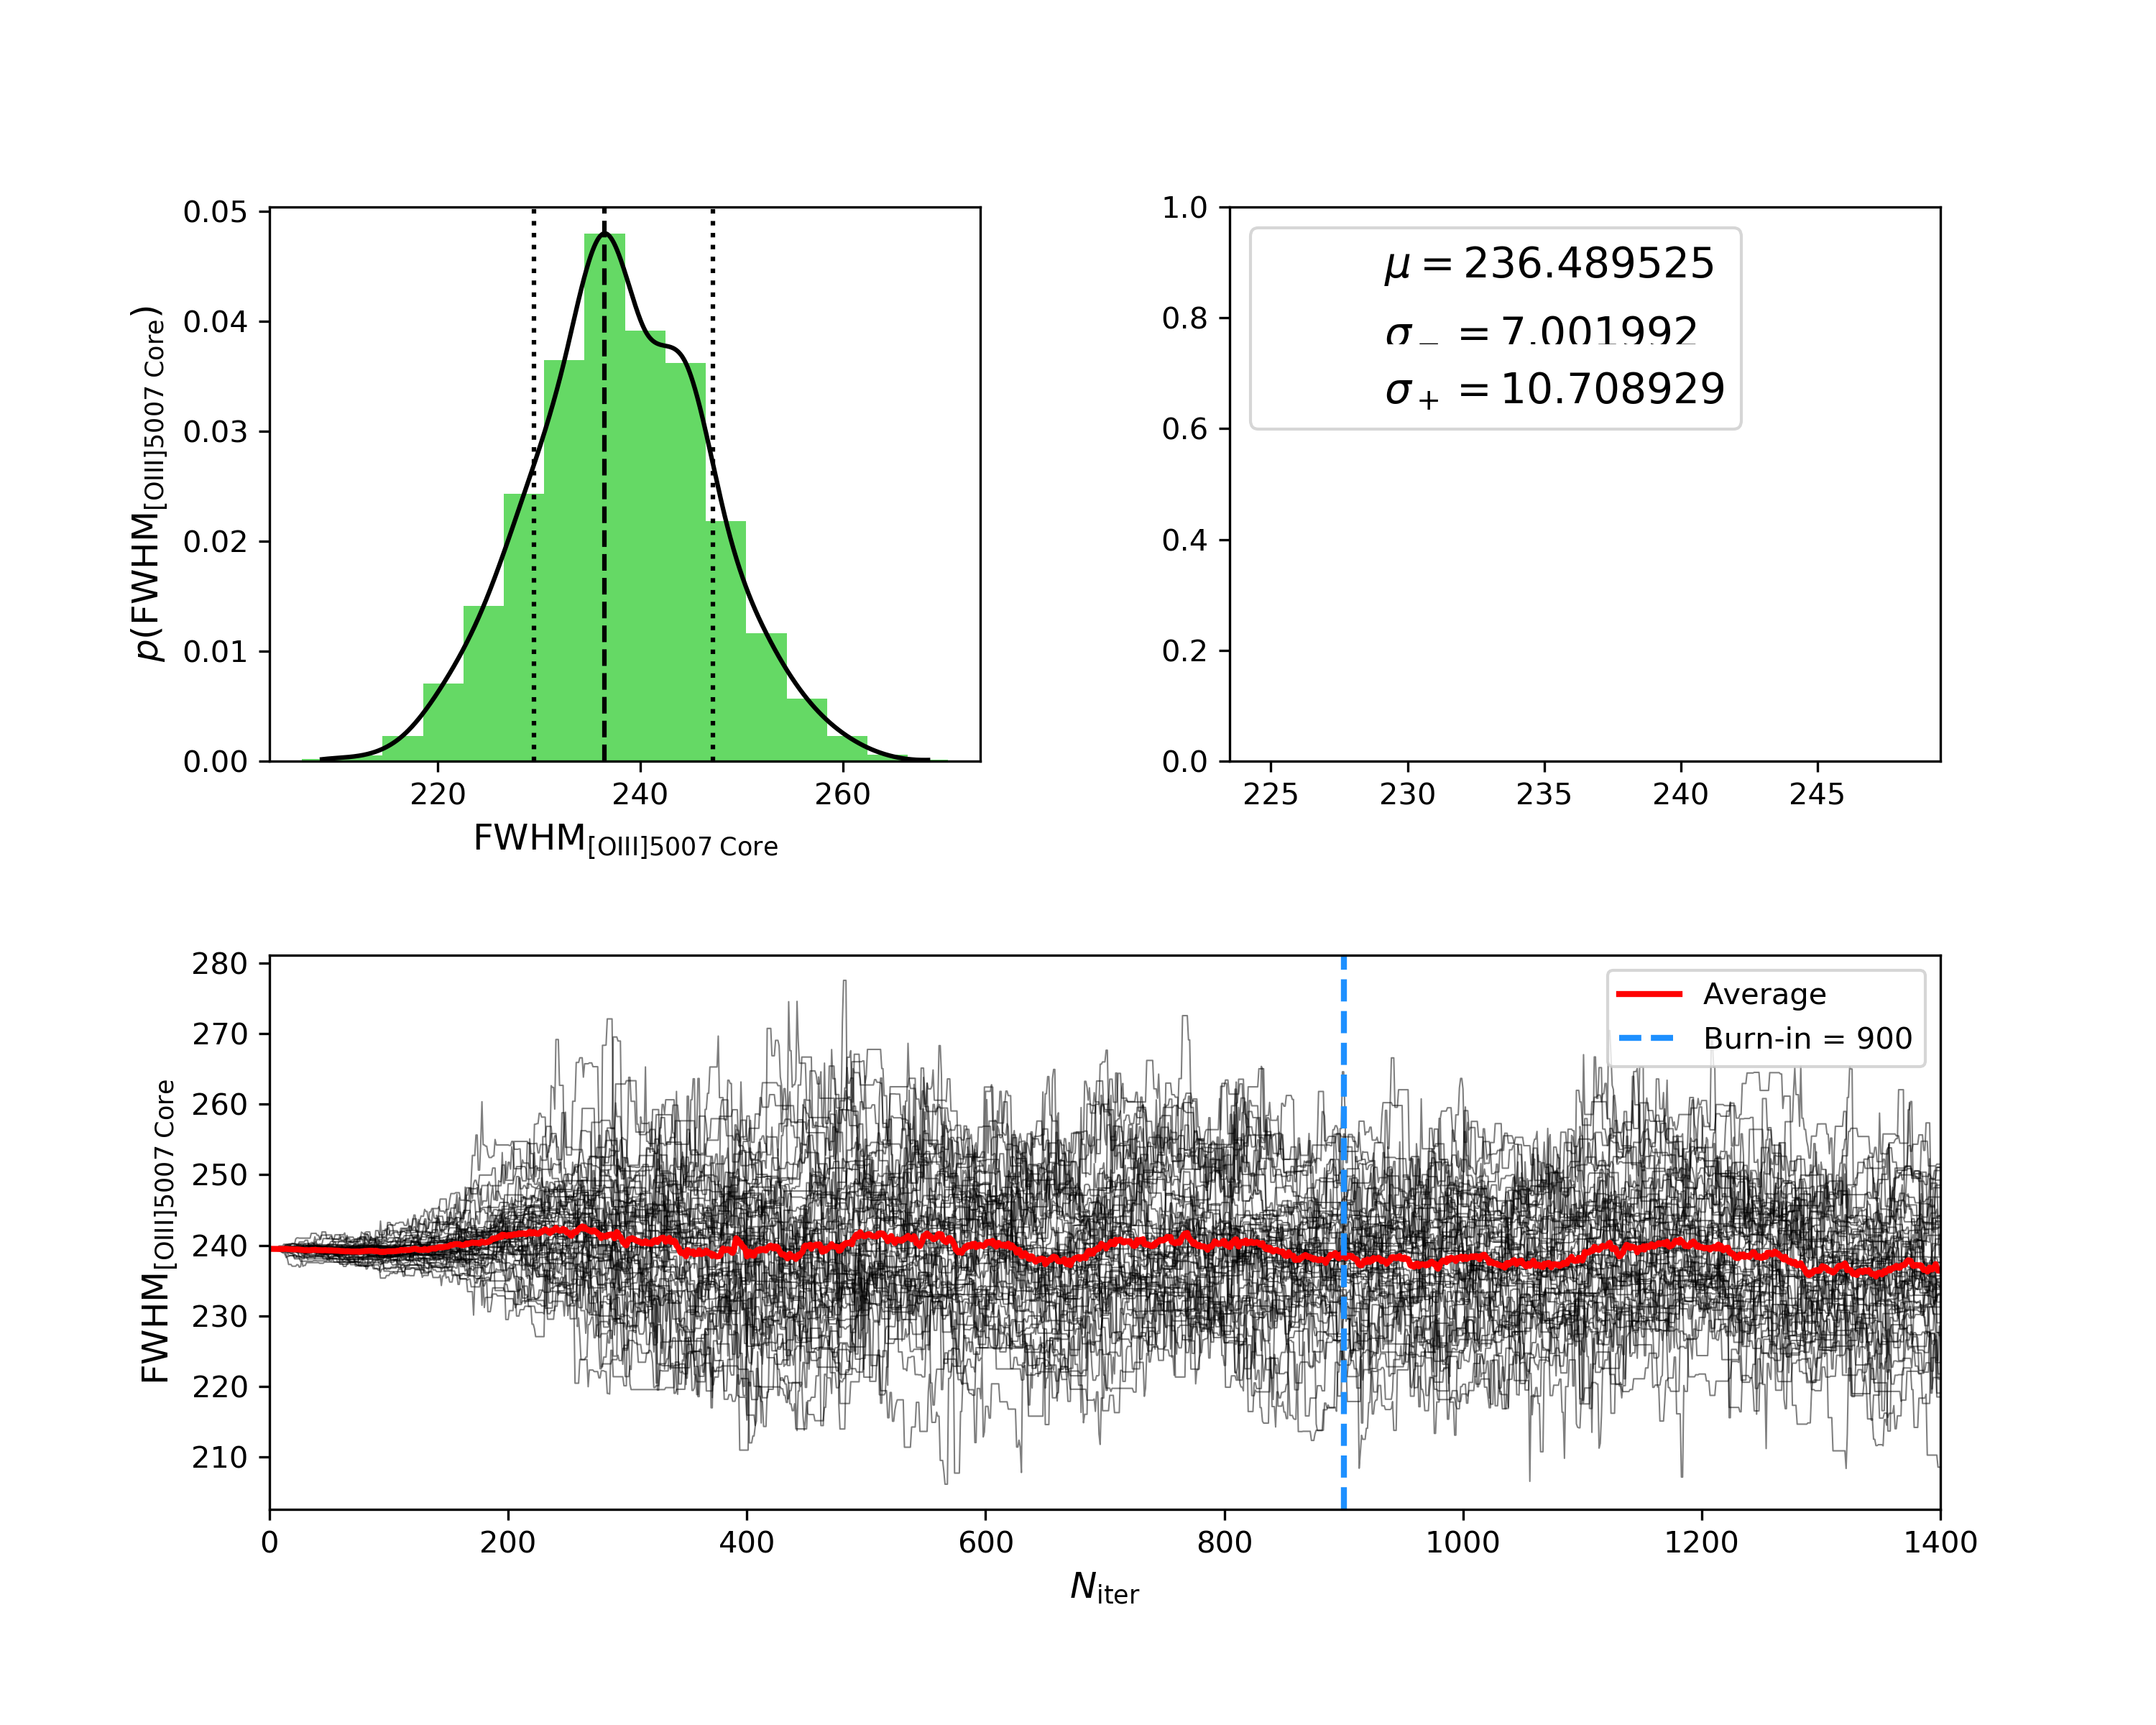 0.05
0.04
0.03
0.02
0.01
0.00
220 240 260
p(FWHM[OIII]5007 Core)
FWHM[OIII]5007 Core
1.0
0.8
0.6
0.4
0.2
0.0
225 230 235 240 245
μ = 236.489525
σ− = 7.001992
σ+ = 10.708929
280
270
260
250
240
230
220
210
0 200 400 600 800 1000 1200 1400
FWHM[OIII]5007 Core
Niter
Average
Burn-in = 900